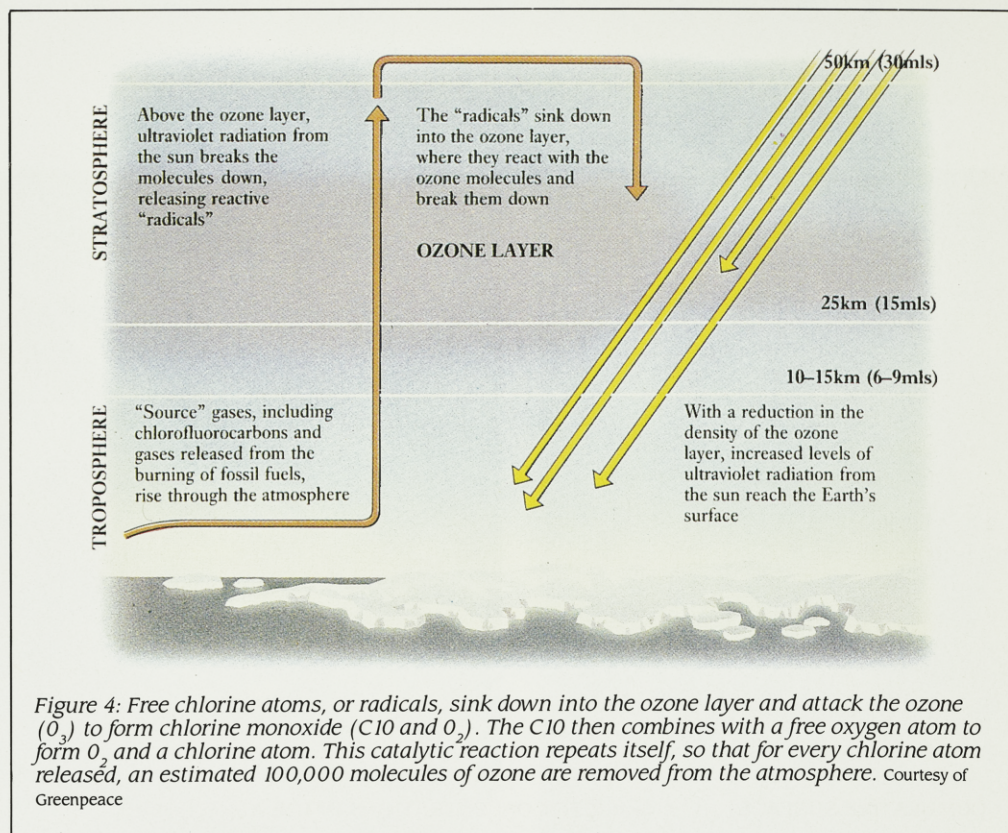 50km (30mls)
STRATOSPHERE
Above the ozone layer,
ultraviolet radiation from
the sun breaks the
molecules down,
releasing reactive
“radicals”
The “radicals” sink down
into the ozone layer,
where they react with the
ozone molecules and
break them down
OZONE LAYER
25km (15mls)
10–15km (6–9mls)
TROPOSPHERE
“Source” gases, including
chlorofluorocarbons and
gases released from the
burning of fossil fuels,
rise through the atmosphere
With a reduction in the
density of the ozone
layer, increased levels of
ultraviolet radiation from
the sun reach the Earth’s
surface
Figure 4: Free chlorine atoms, or radicals, sink down into the ozone layer and attack the ozone
(0₃) to form chlorine monoxide (C10 and 0₂). The C10 then combines with a free oxygen atom to
form 0₂ and a chlorine atom. This catalytic reaction repeats itself, so that for every chlorine atom
released, an estimated 100,000 molecules of ozone are removed from the atmosphere. Courtesy of
Greenpeace